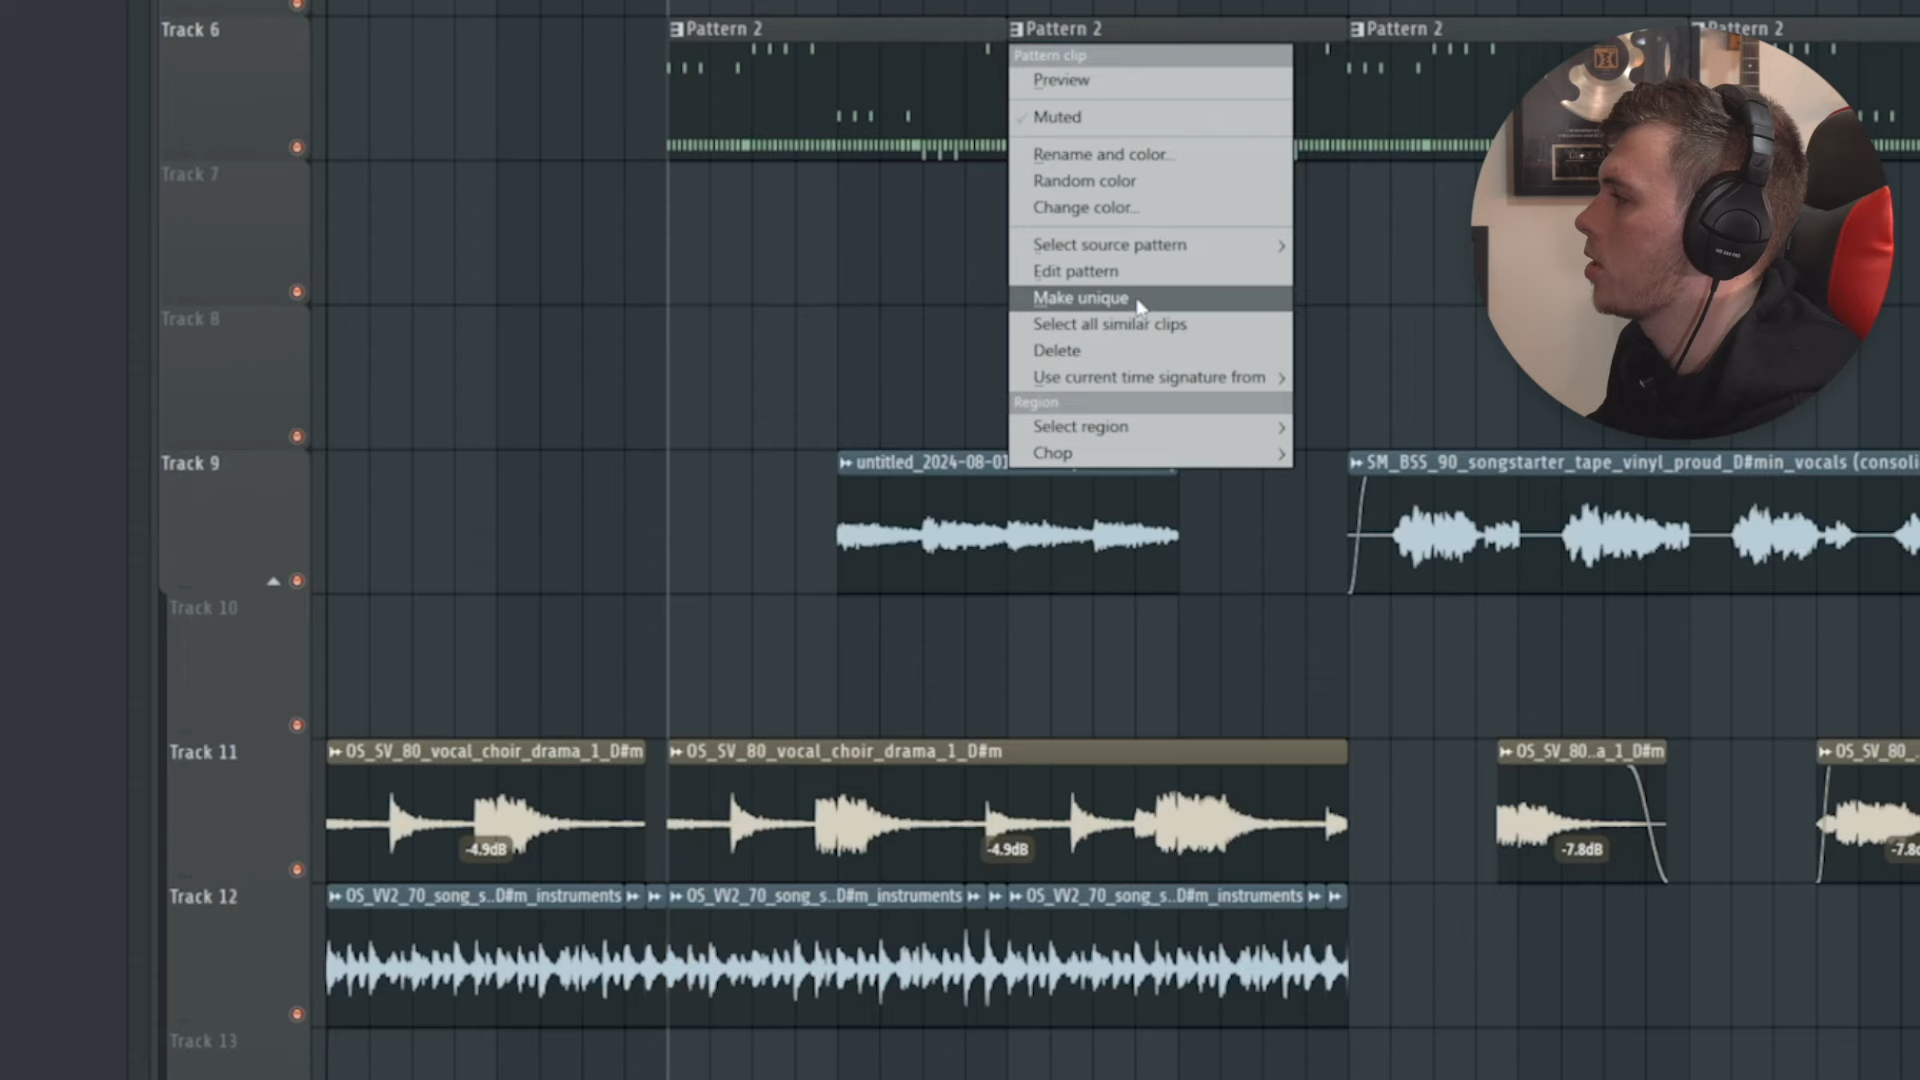 Track 6
Pattern 2
Pattern 2
Pattern 2
Pattern 2
Pattern clip
Preview
Muted
Rename and color...
Random color
Change color...
Select source pattern
Edit pattern
Make unique
Select all similar clips
Delete
Use current time signature from
Region
Select region
Chop
Track 7
Track 8
Track 9
untitled_2024-08-01
SM_BSS_90_songstarter_tape_vinyl_proud_D#min_vocals (consoli
Track 10
Track 11
OS_SV_80_vocal_choir_drama_1_D#m
OS_SV_80_vocal_choir_drama_1_D#m
OS_SV_80..a_1_D#m
OS_SV_80_.
-4.9dB
-4.9dB
-7.8dB
-7.8d
Track 12
OS_VV2_70_song_s..D#m_instruments
OS_VV2_70_song_s..D#m_instruments
OS_VV2_70_song_s..D#m_instruments
Track 13